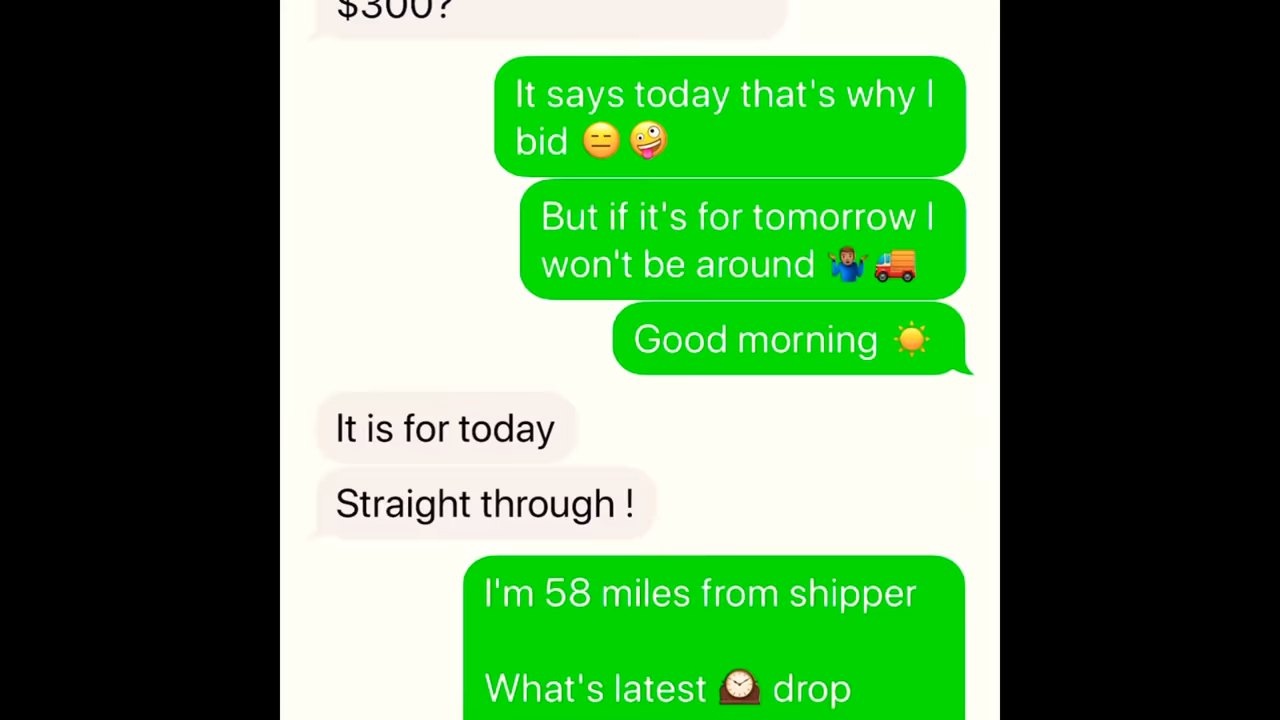 $300?
It says today that's why I
bid 😑🤪
But if it's for tomorrow I
won't be around 🤷🏽‍♂️🚚
Good morning ☀️
It is for today
Straight through !
I'm 58 miles from shipper
What's latest 🕰️ drop